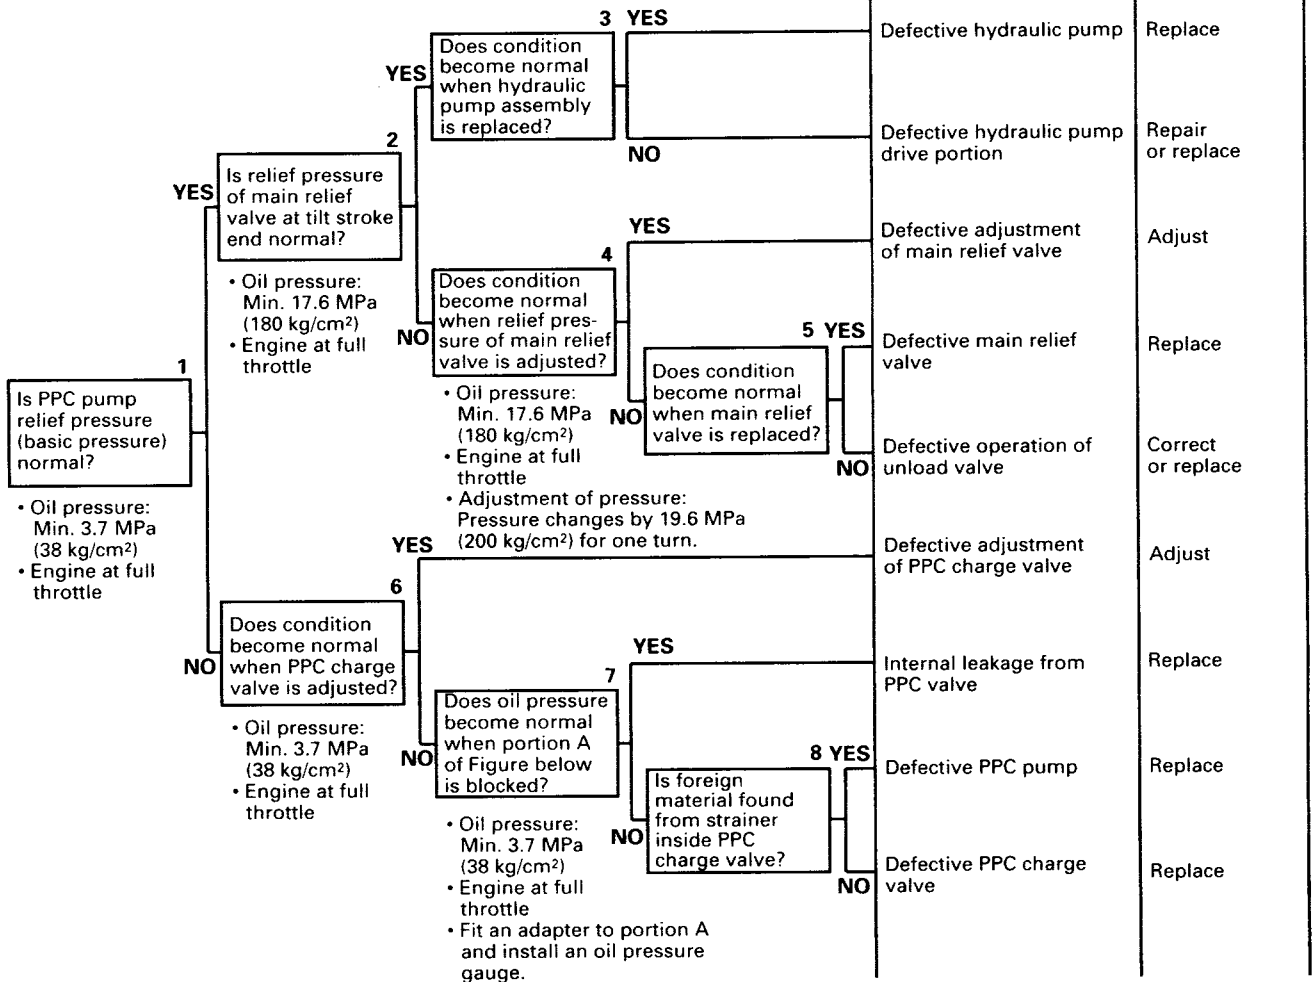 3
YES
Does condition
become normal
when hydraulic
pump assembly
is replaced?
YES
NO
Defective hydraulic pump
Replace
Defective hydraulic pump
drive portion
Repair
or replace
2
YES
Is relief pressure
of main relief
valve at tilt stroke
end normal?
• Oil pressure:
Min. 17.6 MPa
(180 kg/cm²)
• Engine at full
throttle
NO
4
YES
Does condition
become normal
when relief pres-
sure of main relief
valve is adjusted?
• Oil pressure:
Min. 17.6 MPa
(180 kg/cm²)
• Engine at full
throttle
• Adjustment of pressure:
Pressure changes by 19.6 MPa
(200 kg/cm²) for one turn.
NO
Defective adjustment
of main relief valve
Adjust
5 YES
Does condition
become normal
when main relief
valve is replaced?
NO
Defective main relief
valve
Replace
Defective operation of
unload valve
Correct
or replace
1
Is PPC pump
relief pressure
(basic pressure)
normal?
• Oil pressure:
Min. 3.7 MPa
(38 kg/cm²)
• Engine at full
throttle
NO
6
YES
Does condition
become normal
when PPC charge
valve is adjusted?
• Oil pressure:
Min. 3.7 MPa
(38 kg/cm²)
• Engine at full
throttle
NO
Defective adjustment
of PPC charge valve
Adjust
7
YES
Does oil pressure
become normal
when portion A
of Figure below
is blocked?
• Oil pressure:
Min. 3.7 MPa
(38 kg/cm²)
• Engine at full
throttle
• Fit an adapter to portion A
and install an oil pressure
gauge.
NO
Internal leakage from
PPC valve
Replace
8 YES
Is foreign
material found
from strainer
inside PPC
charge valve?
NO
Defective PPC pump
Replace
Defective PPC charge
valve
Replace